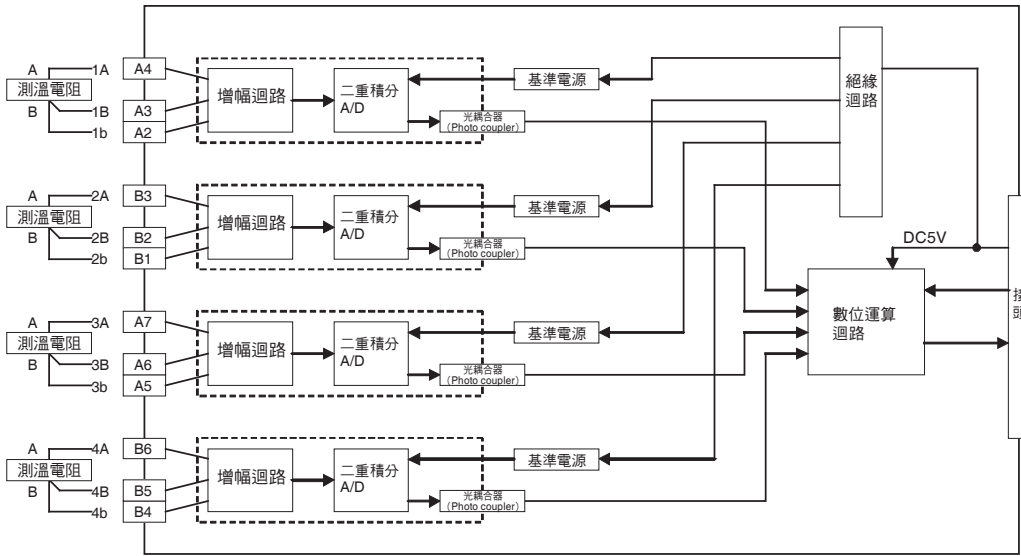 A
1A
A4
測溫電阻
B
1B
A3
1b
A2
增幅迴路
二重積分
A/D
基準電源
光耦合器
(Photo coupler)
絕緣
迴路
A
2A
B3
測溫電阻
B
2B
B2
2b
B1
增幅迴路
二重積分
A/D
基準電源
光耦合器
(Photo coupler)
DC5V
數位運算
迴路
接
頭
A
3A
A7
測溫電阻
B
3B
A6
3b
A5
增幅迴路
二重積分
A/D
基準電源
光耦合器
(Photo coupler)
A
4A
B6
測溫電阻
B
4B
B5
4b
B4
增幅迴路
二重積分
A/D
基準電源
光耦合器
(Photo coupler)